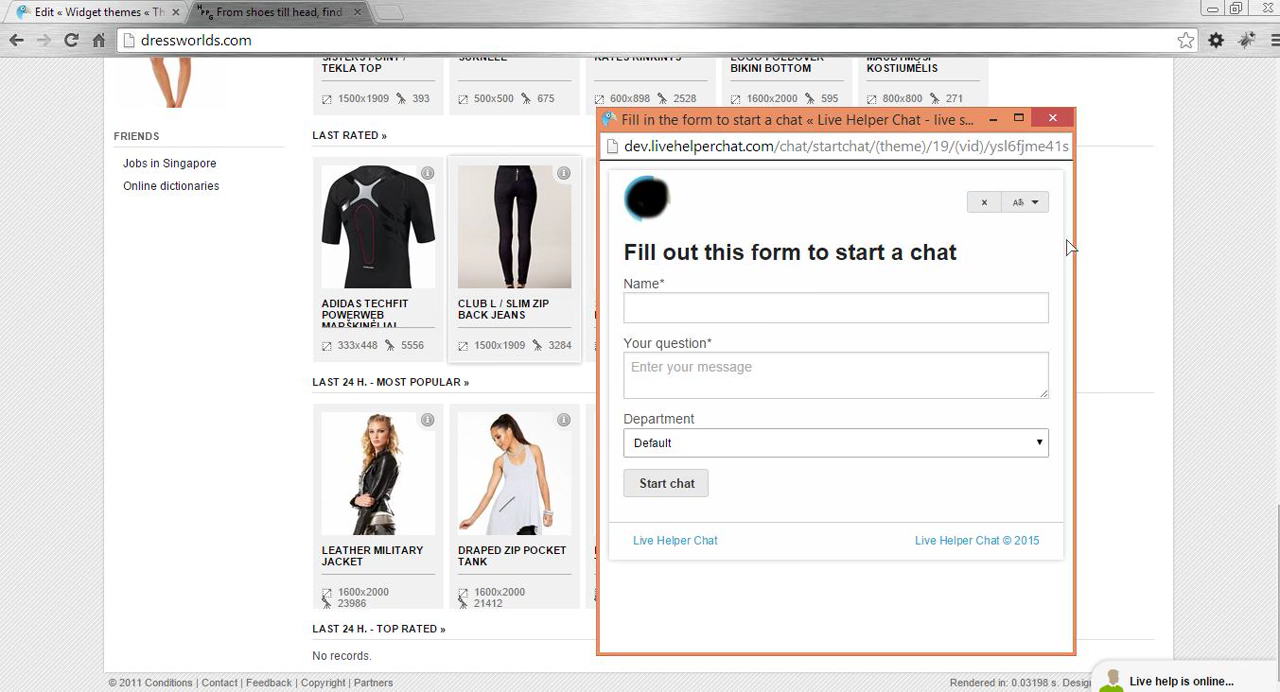 Edit « Widget themes « Th
From shoes till head, find
dressworlds.com
TEKLA TOP
1500x1909 393
500x500 675
600x898 2528
BIKINI BOTTOM
1600x2000 595
KOSTIUMĖLIS
800x800 271
FRIENDS
Jobs in Singapore
Online dictionaries
LAST RATED »
ADIDAS TECHFIT
POWERWEB
MARŠKINĖLIAI
333x448 5556
CLUB L / SLIM ZIP
BACK JEANS
1500x1909 3284
LAST 24 H. - MOST POPULAR »
LEATHER MILITARY
JACKET
1600x2000
23986
DRAPED ZIP POCKET
TANK
1600x2000
21412
LAST 24 H. - TOP RATED »
No records.
© 2011 Conditions | Contact | Feedback | Copyright | Partners
Rendered in: 0.03198 s. Design
Fill in the form to start a chat « Live Helper Chat - live s...
dev.livehelperchat.com/chat/startchat/(theme)/19/(vid)/ysl6fjme41s
Fill out this form to start a chat
Name*
Your question*
Enter your message
Department
Default
Start chat
Live Helper Chat
Live Helper Chat © 2015
Live help is online...